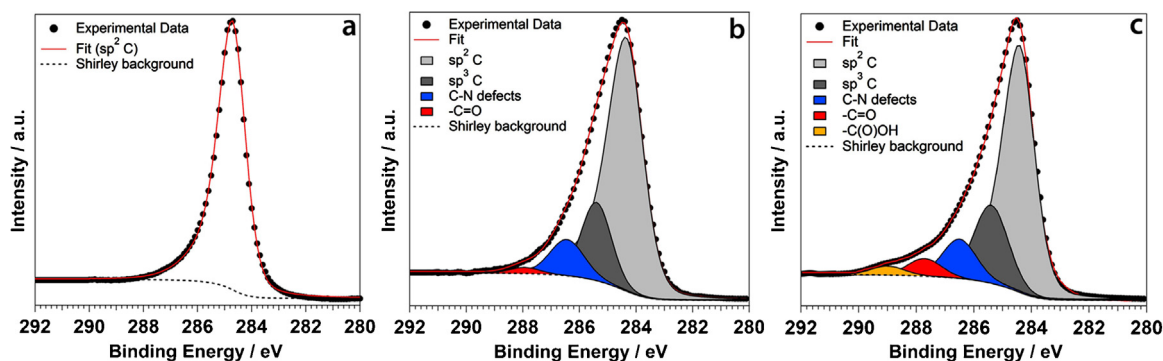 Experimental Data
Fit (sp² C)
Shirley background
a
Intensity / a.u.
292 290 288 286 284 282 280
Binding Energy / eV
Experimental Data
Fit
sp² C
sp³ C
C-N defects
-C=O
Shirley background
b
Intensity / a.u.
292 290 288 286 284 282 280
Binding Energy / eV
Experimental Data
Fit
sp² C
sp³ C
C-N defects
-C=O
-C(O)OH
Shirley background
c
Intensity / a.u.
292 290 288 286 284 282 280
Binding Energy / eV